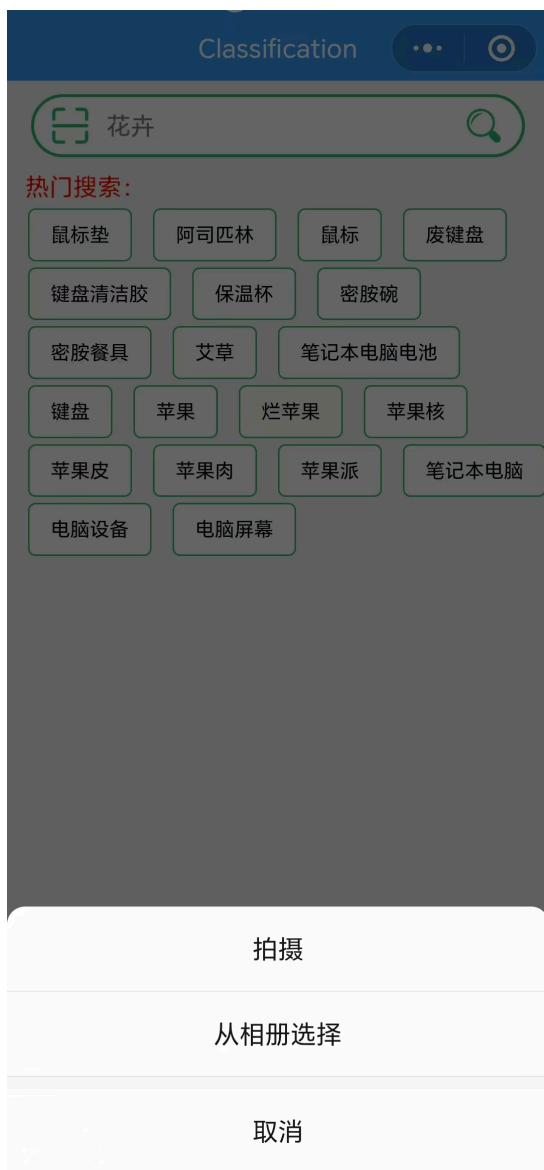 Classification
花卉
热门搜索：
鼠标垫 阿司匹林 鼠标 废键盘
键盘清洁胶 保温杯 密胺碗
密胺餐具 艾草 笔记本电脑电池
键盘 苹果 烂苹果 苹果核
苹果皮 苹果肉 苹果派 笔记本电脑
电脑设备 电脑屏幕
拍摄
从相册选择
取消